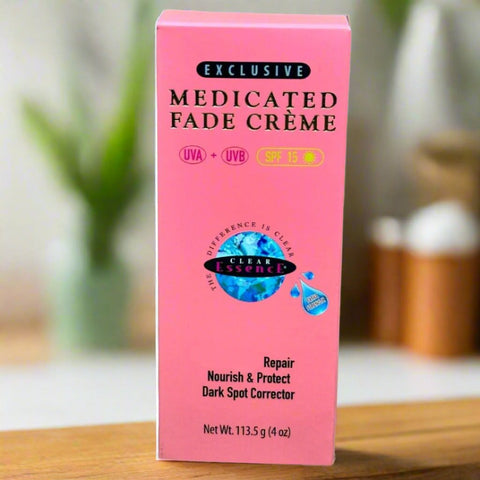 EXCLUSIVE
MEDICATED
FADE CRÈME
UVA + UVB SPF 15
THE DIFFERENCE IS CLEAR
CLEAR
EssencE
Repair
Nourish & Protect
Dark Spot Corrector
Net Wt. 113.5 g (4 oz)